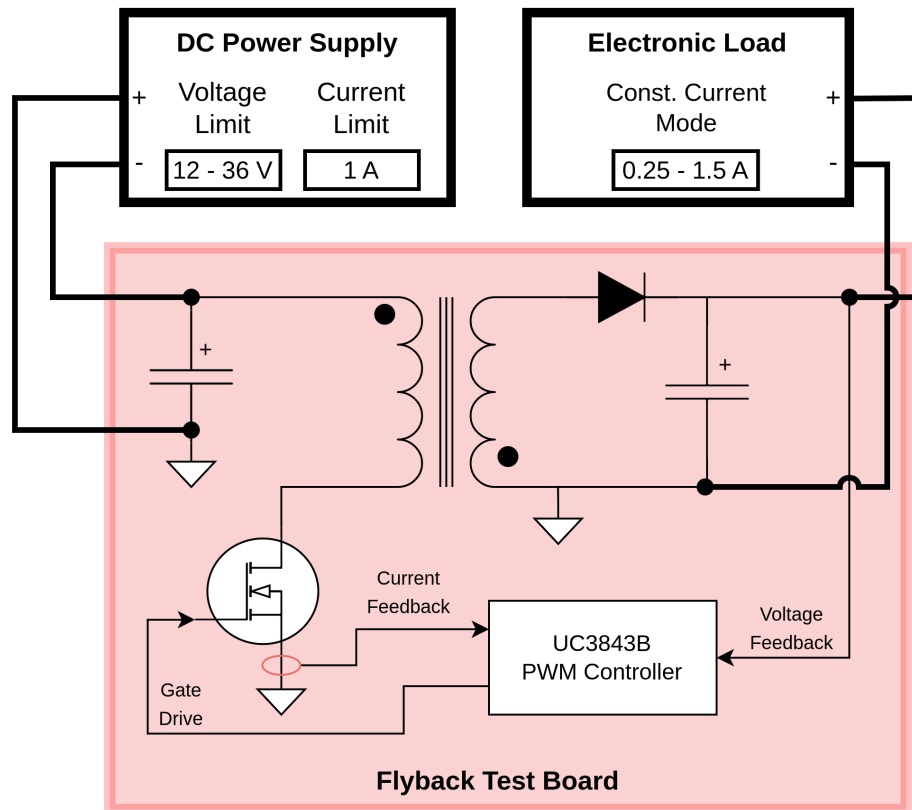 DC Power Supply
Voltage
Limit
Current
Limit
+
-
12 - 36 V
1 A
Electronic Load
Const. Current
Mode
+
-
0.25 - 1.5 A
+
+
Current
Feedback
Voltage
Feedback
UC3843B
PWM Controller
Gate
Drive
Flyback Test Board